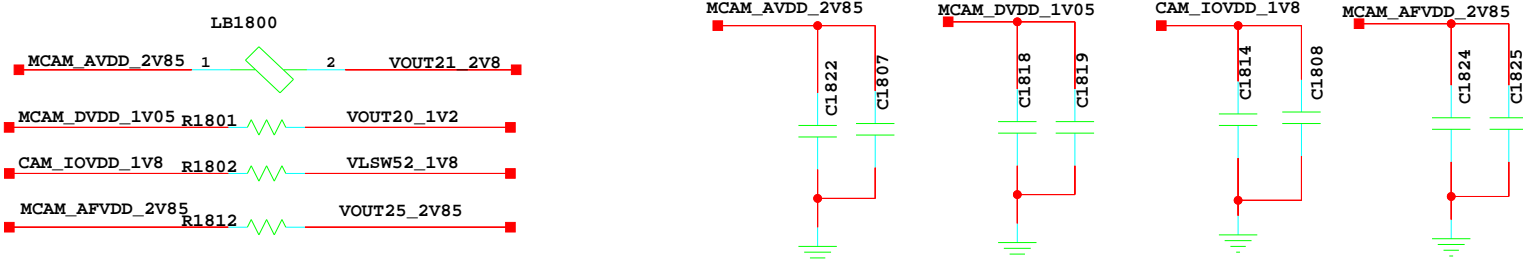 LB1800
MCAM_AVDD_2V85 1 2 VOUT21_2V8
MCAM_DVDD_1V05 R1801 VOUT20_1V2
CAM_IOVDD_1V8 R1802 VLSW52_1V8
MCAM_AFVDD_2V85 R1812 VOUT25_2V85
MCAM_AVDD_2V85
C1822
C1807
MCAM_DVDD_1V05
C1818
C1819
CAM_IOVDD_1V8
C1814
C1808
MCAM_AFVDD_2V85
C1824
C1825